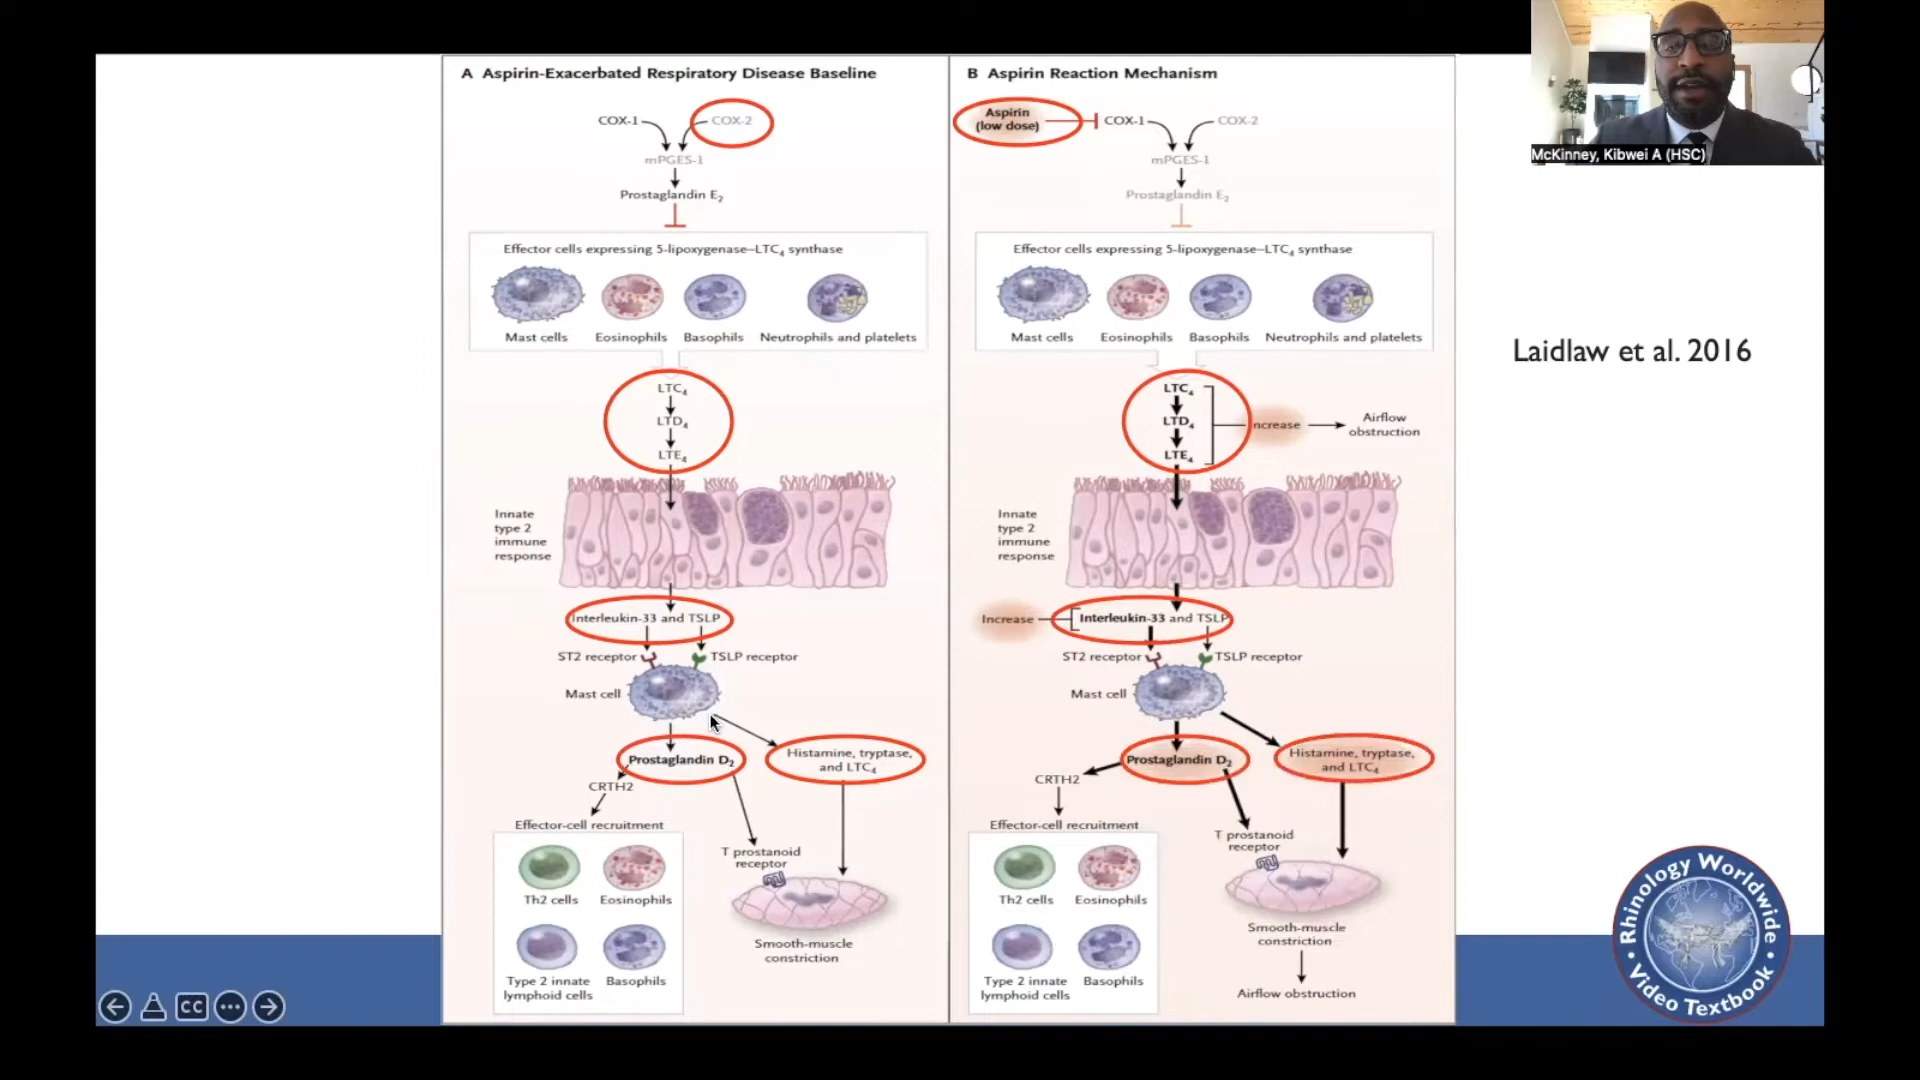 A Aspirin-Exacerbated Respiratory Disease Baseline
COX-1
COX-2
mPGES-1
Prostaglandin E₂
Effector cells expressing 5-lipoxygenase–LTC₄ synthase
Mast cells
Eosinophils
Basophils
Neutrophils and platelets
LTC₄
LTD₄
LTE₄
Innate
type 2
immune
response
Interleukin-33 and TSLP
ST2 receptor
TSLP receptor
Mast cell
Prostaglandin D₂
Histamine, tryptase,
and LTC₄
CRTH2
Effector-cell recruitment
T prostanoid
receptor
Th2 cells
Eosinophils
Type 2 innate
lymphoid cells
Basophils
Smooth-muscle
constriction
B Aspirin Reaction Mechanism
Aspirin
(low dose)
COX-1
COX-2
mPGES-1
Prostaglandin E₂
Effector cells expressing 5-lipoxygenase–LTC₄ synthase
Mast cells
Eosinophils
Basophils
Neutrophils and platelets
LTC₄
LTD₄
LTE₄
Increase
Airflow
obstruction
Innate
type 2
immune
response
Increase
Interleukin-33 and TSLP
ST2 receptor
TSLP receptor
Mast cell
Prostaglandin D₂
Histamine, tryptase,
and LTC₄
CRTH2
Effector-cell recruitment
T prostanoid
receptor
Th2 cells
Eosinophils
Type 2 innate
lymphoid cells
Basophils
Smooth-muscle
constriction
Airflow obstruction
McKinney, Kibwei A (HSC)
Laidlaw et al. 2016
Rhinology Worldwide
• Video Textbook •
CC